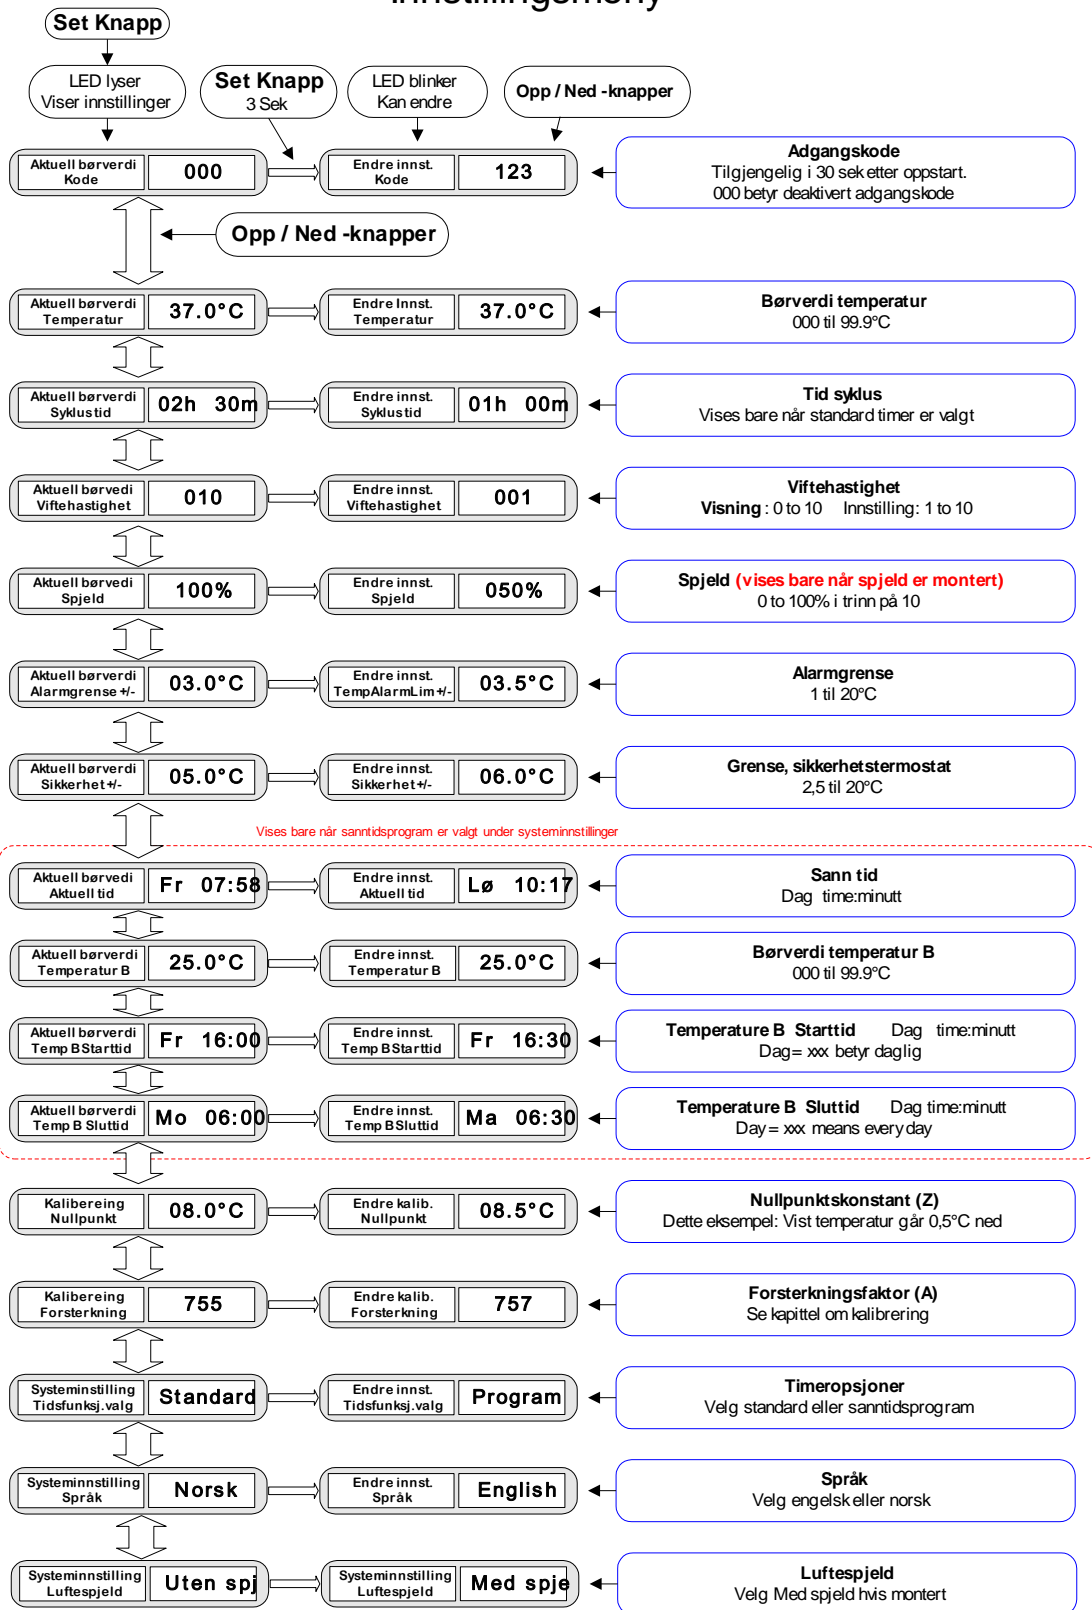 Innstillingsmeny
Set Knapp
LED lyser
Viser innstillinger
Set Knapp
3 Sek
LED blinker
Kan endre
Opp / Ned -knapper
Aktuell børverdi
Kode
000
Endre innst.
Kode
123
Adgangskode
Tilgjengelig i 30 sek etter oppstart.
000 betyr deaktivert adgangskode
Opp / Ned -knapper
Aktuell børverdi
Temperatur
37.0°C
Endre Innst.
Temperatur
37.0°C
Børverdi temperatur
000 til 99.9°C
Aktuell børverdi
Syklustid
02h 30m
Endre innst.
Syklustid
01h 00m
Tid syklus
Vises bare når standard timer er valgt
Aktuell børvedi
Viftehastighet
010
Endre innst.
Viftehastighet
001
Viftehastighet
Visning : 0 to 10 Innstilling: 1 to 10
Aktuell børvedi
Spjeld
100%
Endre innst.
Spjeld
050%
Spjeld (vises bare når spjeld er montert)
0 to 100% i trinn på 10
Aktuell børverdi
Alarmgrense +/-
03.0°C
Endre innst.
TempAlarmLim+/-
03.5°C
Alarmgrense
1 til 20°C
Aktuell børverdi
Sikkerhet+/-
05.0°C
Endre innst.
Sikkerhet+/-
06.0°C
Grense, sikkerhetstermostat
2,5 til 20°C
Vises bare når sanntidsprogram er valgt under systeminnstillinger
Aktuell børvedi
Aktuell tid
Fr 07:58
Endre innst.
Aktuell tid
Lø 10:17
Sann tid
Dag time:minutt
Aktuell børverdi
Temperatur B
25.0°C
Endre innst.
Temperatur B
25.0°C
Børverdi temperatur B
000 til 99.9°C
Aktuell børverdi
Temp BStarttid
Fr 16:00
Endre innst.
Temp BStarttid
Fr 16:30
Temperature B Starttid Dag time:minutt
Dag= xxx betyr daglig
Aktuell børverdi
Temp B Sluttid
Mo 06:00
Endre innst.
Temp BSluttid
Ma 06:30
Temperature B Sluttid Dag time:minutt
Day= xxx means every day
Kalibereing
Nullpunkt
08.0°C
Endre kalib.
Nullpunkt
08.5°C
Nullpunktskonstant (Z)
Dette eksempel: Vist temperatur går 0,5°C ned
Kalibereing
Forsterkning
755
Endre kalib.
Forsterkning
757
Forsterkningsfaktor (A)
Se kapittel om kalibrering
Systeminstilling
Tidsfunksj.valg
Standard
Endre innst.
Tidsfunksj.valg
Program
Timeropsjoner
Velg standard eller sanntidsprogram
Systeminnstilling
Språk
Norsk
Endre innst.
Språk
English
Språk
Velg engelsk eller norsk
Systeminnstilling
Luftespjeld
Uten spj
Systeminnstilling
Luftespjeld
Med spje
Luftespjeld
Velg Med spjeld hvis montert